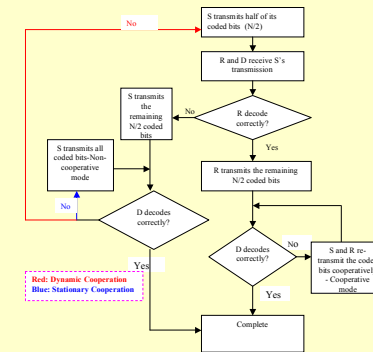 No
S transmits half of its
coded bits (N/2)
R and D receive S's
transmission
S transmits
the
remaining
N/2 coded
bits
No
R decode
correctly?
Yes
S transmits all
coded bits-Non-
cooperative
mode
R transmits the remaining
N/2 coded bits
No
D decodes
correctly?
D decodes
correctly?
No
S and R re-
transmit the code
bits cooperativel
- Cooperative
mode
Yes
Yes
Red: Dynamic Cooperation
Blue: Stationary Cooperation
Complete